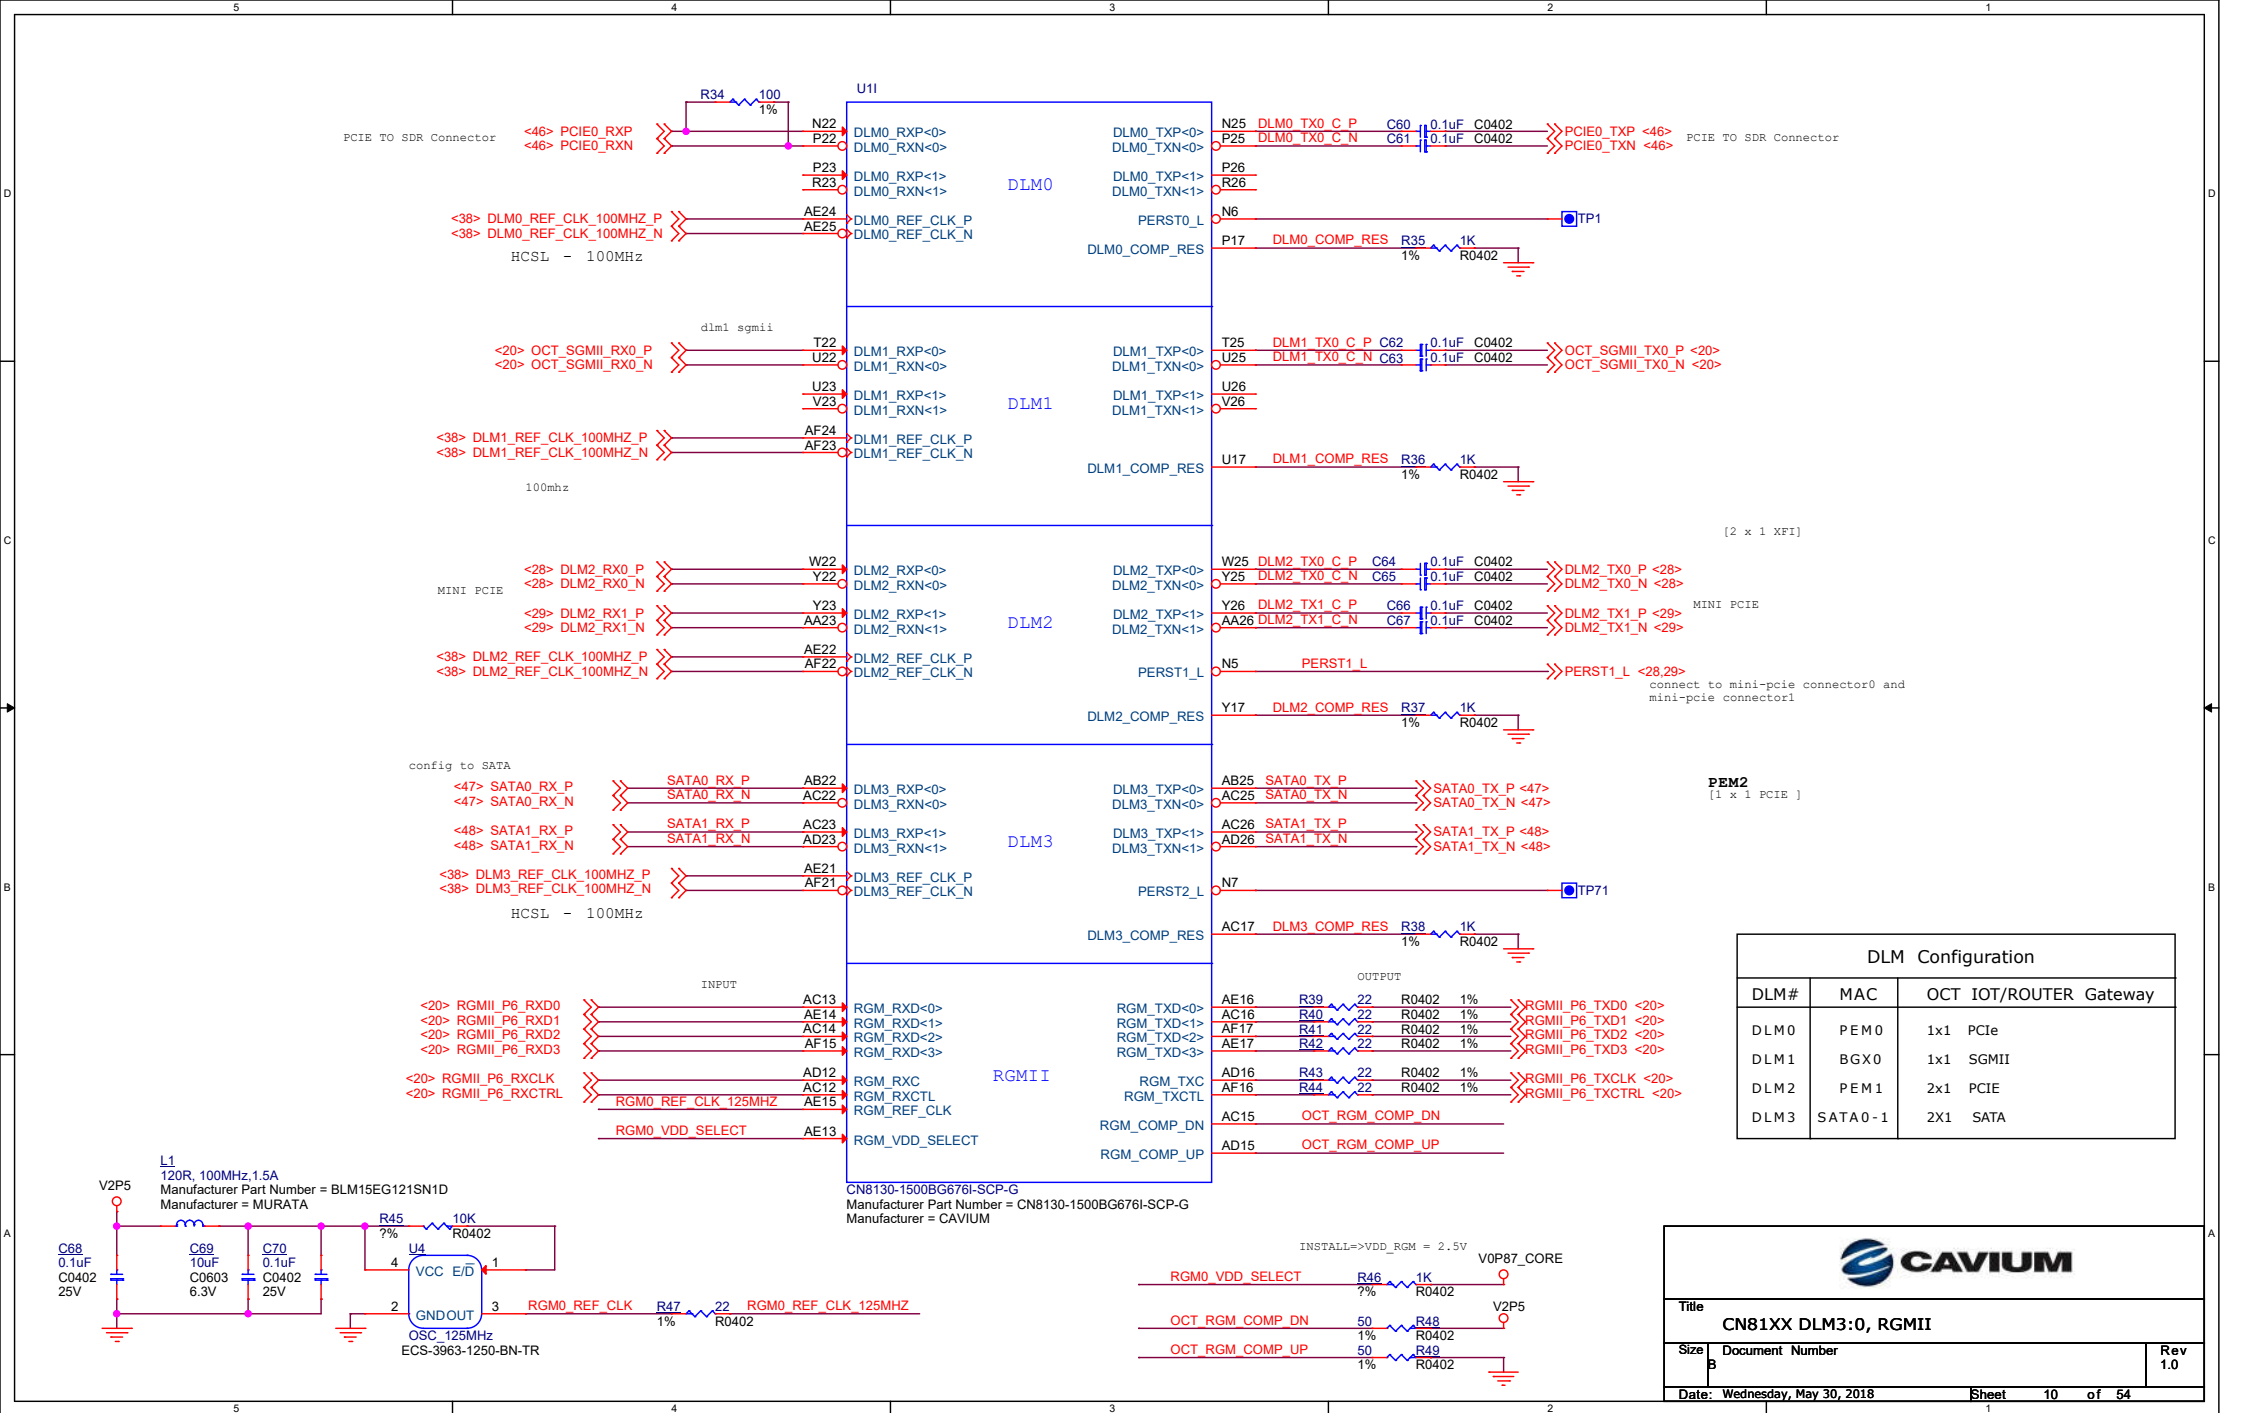 5 4 3 2 1
U1I
R34 100
1%
PCIE TO SDR Connector
<46> PCIE0_RXP
<46> PCIE0_RXN
N22
P22
DLM0_RXP<0>
DLM0_RXN<0>
P23
R23
DLM0_RXP<1>
DLM0_RXN<1>
<38> DLM0_REF_CLK_100MHZ_P
<38> DLM0_REF_CLK_100MHZ_N
AE24
AE25
DLM0_REF_CLK_P
DLM0_REF_CLK_N
HCSL - 100MHz
DLM0
DLM0_TXP<0> N25 DLM0_TX0_C_P C60 0.1uF C0402 PCIE0_TXP <46>
DLM0_TXN<0> P25 DLM0_TX0_C_N C61 0.1uF C0402 PCIE0_TXN <46>
PCIE TO SDR Connector
DLM0_TXP<1> P26
DLM0_TXN<1> R26
PERST0_L N6 TP1
DLM0_COMP_RES P17 DLM0_COMP_RES R35 1K
1% R0402
D D
dlm1 sgmii
<20> OCT_SGMII_RX0_P T22 DLM1_RXP<0>
<20> OCT_SGMII_RX0_N U22 DLM1_RXN<0>
U23 DLM1_RXP<1>
V23 DLM1_RXN<1>
<38> DLM1_REF_CLK_100MHZ_P AF24 DLM1_REF_CLK_P
<38> DLM1_REF_CLK_100MHZ_N AF23 DLM1_REF_CLK_N
100mhz
DLM1
DLM1_TXP<0> T25 DLM1_TX0_C_P C62 0.1uF C0402 OCT_SGMII_TX0_P <20>
DLM1_TXN<0> U25 DLM1_TX0_C_N C63 0.1uF C0402 OCT_SGMII_TX0_N <20>
DLM1_TXP<1> U26
DLM1_TXN<1> V26
DLM1_COMP_RES U17 DLM1_COMP_RES R36 1K
1% R0402
[2 x 1 XFI]
C C
<28> DLM2_RX0_P W22 DLM2_RXP<0>
<28> DLM2_RX0_N Y22 DLM2_RXN<0>
MINI PCIE
<29> DLM2_RX1_P Y23 DLM2_RXP<1>
<29> DLM2_RX1_N AA23 DLM2_RXN<1>
<38> DLM2_REF_CLK_100MHZ_P AE22 DLM2_REF_CLK_P
<38> DLM2_REF_CLK_100MHZ_N AF22 DLM2_REF_CLK_N
DLM2
DLM2_TXP<0> W25 DLM2_TX0_C_P C64 0.1uF C0402 DLM2_TX0_P <28>
DLM2_TXN<0> Y25 DLM2_TX0_C_N C65 0.1uF C0402 DLM2_TX0_N <28>
DLM2_TXP<1> Y26 DLM2_TX1_C_P C66 0.1uF C0402 DLM2_TX1_P <29>
DLM2_TXN<1> AA26 DLM2_TX1_C_N C67 0.1uF C0402 DLM2_TX1_N <29>
MINI PCIE
PERST1_L N5 PERST1_L PERST1_L <28,29>
connect to mini-pcie connector0 and
mini-pcie connector1
DLM2_COMP_RES Y17 DLM2_COMP_RES R37 1K
1% R0402
config to SATA
<47> SATA0_RX_P SATA0_RX_P AB22 DLM3_RXP<0>
<47> SATA0_RX_N SATA0_RX_N AC22 DLM3_RXN<0>
<48> SATA1_RX_P SATA1_RX_P AC23 DLM3_RXP<1>
<48> SATA1_RX_N SATA1_RX_N AD23 DLM3_RXN<1>
<38> DLM3_REF_CLK_100MHZ_P AE21 DLM3_REF_CLK_P
<38> DLM3_REF_CLK_100MHZ_N AF21 DLM3_REF_CLK_N
HCSL - 100MHz
DLM3
DLM3_TXP<0> AB25 SATA0_TX_P SATA0_TX_P <47>
DLM3_TXN<0> AC25 SATA0_TX_N SATA0_TX_N <47>
DLM3_TXP<1> AC26 SATA1_TX_P SATA1_TX_P <48>
DLM3_TXN<1> AD26 SATA1_TX_N SATA1_TX_N <48>
PEM2
[1 x 1 PCIE ]
PERST2_L N7 TP71
DLM3_COMP_RES AC17 DLM3_COMP_RES R38 1K
1% R0402
B B
INPUT
OUTPUT
<20> RGMII_P6_RXD0 AC13 RGM_RXD<0>
<20> RGMII_P6_RXD1 AE14 RGM_RXD<1>
<20> RGMII_P6_RXD2 AC14 RGM_RXD<2>
<20> RGMII_P6_RXD3 AF15 RGM_RXD<3>
<20> RGMII_P6_RXCLK AD12 RGM_RXC
<20> RGMII_P6_RXCTRL AC12 RGM_RXCTL
RGM0_REF_CLK_125MHZ AE15 RGM_REF_CLK
RGM0_VDD_SELECT AE13 RGM_VDD_SELECT
RGMII
RGM_TXD<0> AE16 R39 22 R0402 1% RGMII_P6_TXD0 <20>
RGM_TXD<1> AC16 R40 22 R0402 1% RGMII_P6_TXD1 <20>
RGM_TXD<2> AF17 R41 22 R0402 1% RGMII_P6_TXD2 <20>
RGM_TXD<3> AE17 R42 22 R0402 1% RGMII_P6_TXD3 <20>
RGM_TXC AD16 R43 22 R0402 1% RGMII_P6_TXCLK <20>
RGM_TXCTL AF16 R44 22 R0402 1% RGMII_P6_TXCTRL <20>
RGM_COMP_DN AC15 OCT_RGM_COMP_DN
RGM_COMP_UP AD15 OCT_RGM_COMP_UP
CN8130-1500BG676I-SCP-G
Manufacturer Part Number = CN8130-1500BG676I-SCP-G
Manufacturer = CAVIUM
DLM Configuration
DLM# MAC OCT IOT/ROUTER Gateway
DLM0 PEM0 1x1 PCIe
DLM1 BGX0 1x1 SGMII
DLM2 PEM1 2x1 PCIE
DLM3 SATA0-1 2X1 SATA
L1
120R, 100MHz,1.5A
Manufacturer Part Number = BLM15EG121SN1D
Manufacturer = MURATA
V2P5
C68
0.1uF
C0402
25V
C69
10uF
C0603
6.3V
C70
0.1uF
C0402
25V
R45 10K
?% R0402
U4
4 VCC E/D 1
2 GND OUT 3
OSC_125MHz
ECS-3963-1250-BN-TR
RGM0_REF_CLK R47 22 RGM0_REF_CLK_125MHZ
1% R0402
INSTALL=>VDD_RGM = 2.5V
V0P87_CORE
RGM0_VDD_SELECT R46 1K
?% R0402
V2P5
OCT_RGM_COMP_DN 50 R48
1% R0402
OCT_RGM_COMP_UP 50 R49
1% R0402
A A
CAVIUM
Title
CN81XX DLM3:0, RGMII
Size Document Number Rev
B 1.0
Date: Wednesday, May 30, 2018 Sheet 10 of 54
5 4 3 2 1